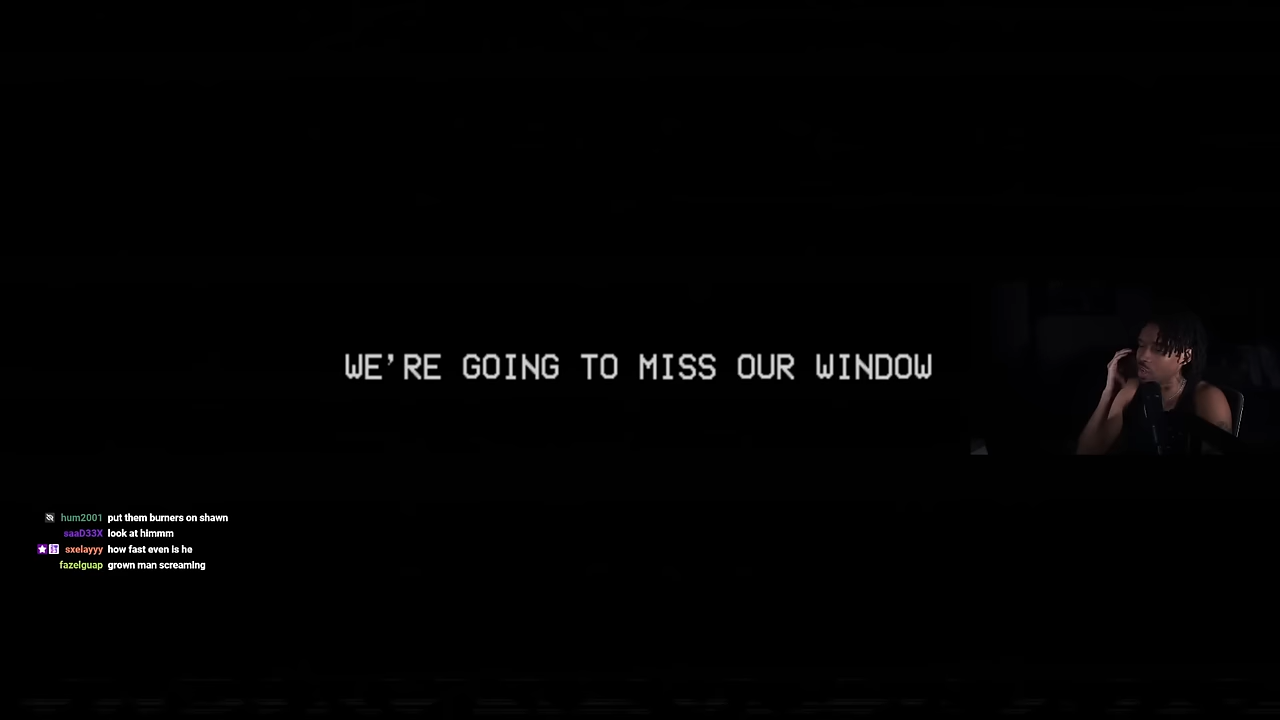 WE'RE GOING TO MISS OUR WINDOW
hum2001 put them burners on shawn
saaD33X look at himmm
sxelayyy how fast even is he
fazelguap grown man screaming